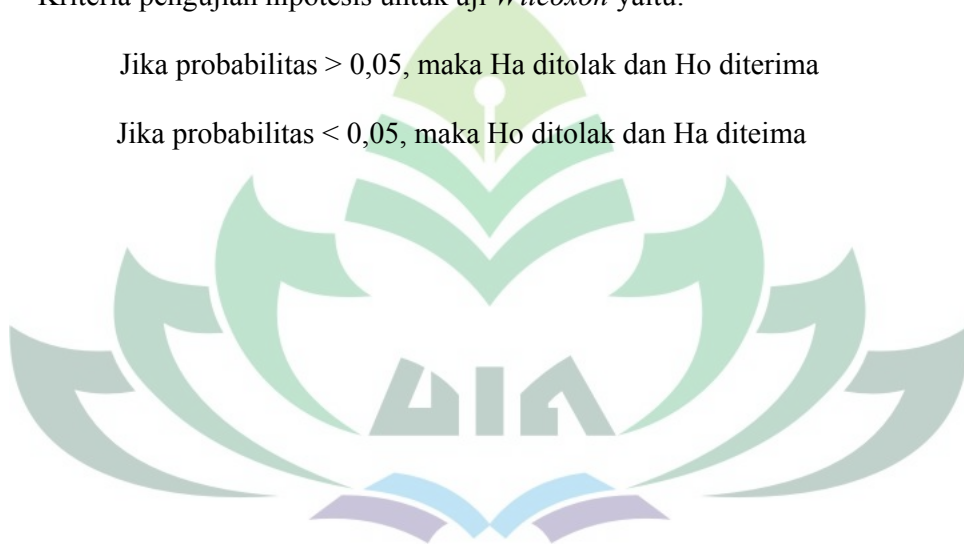 Kriteria pengujian hipotesis untuk uji Wilcoxon yaitu:
Jika probabilitas > 0,05, maka Ha ditolak dan Ho diterima
Jika probabilitas < 0,05, maka Ho ditolak dan Ha diteima
UIN